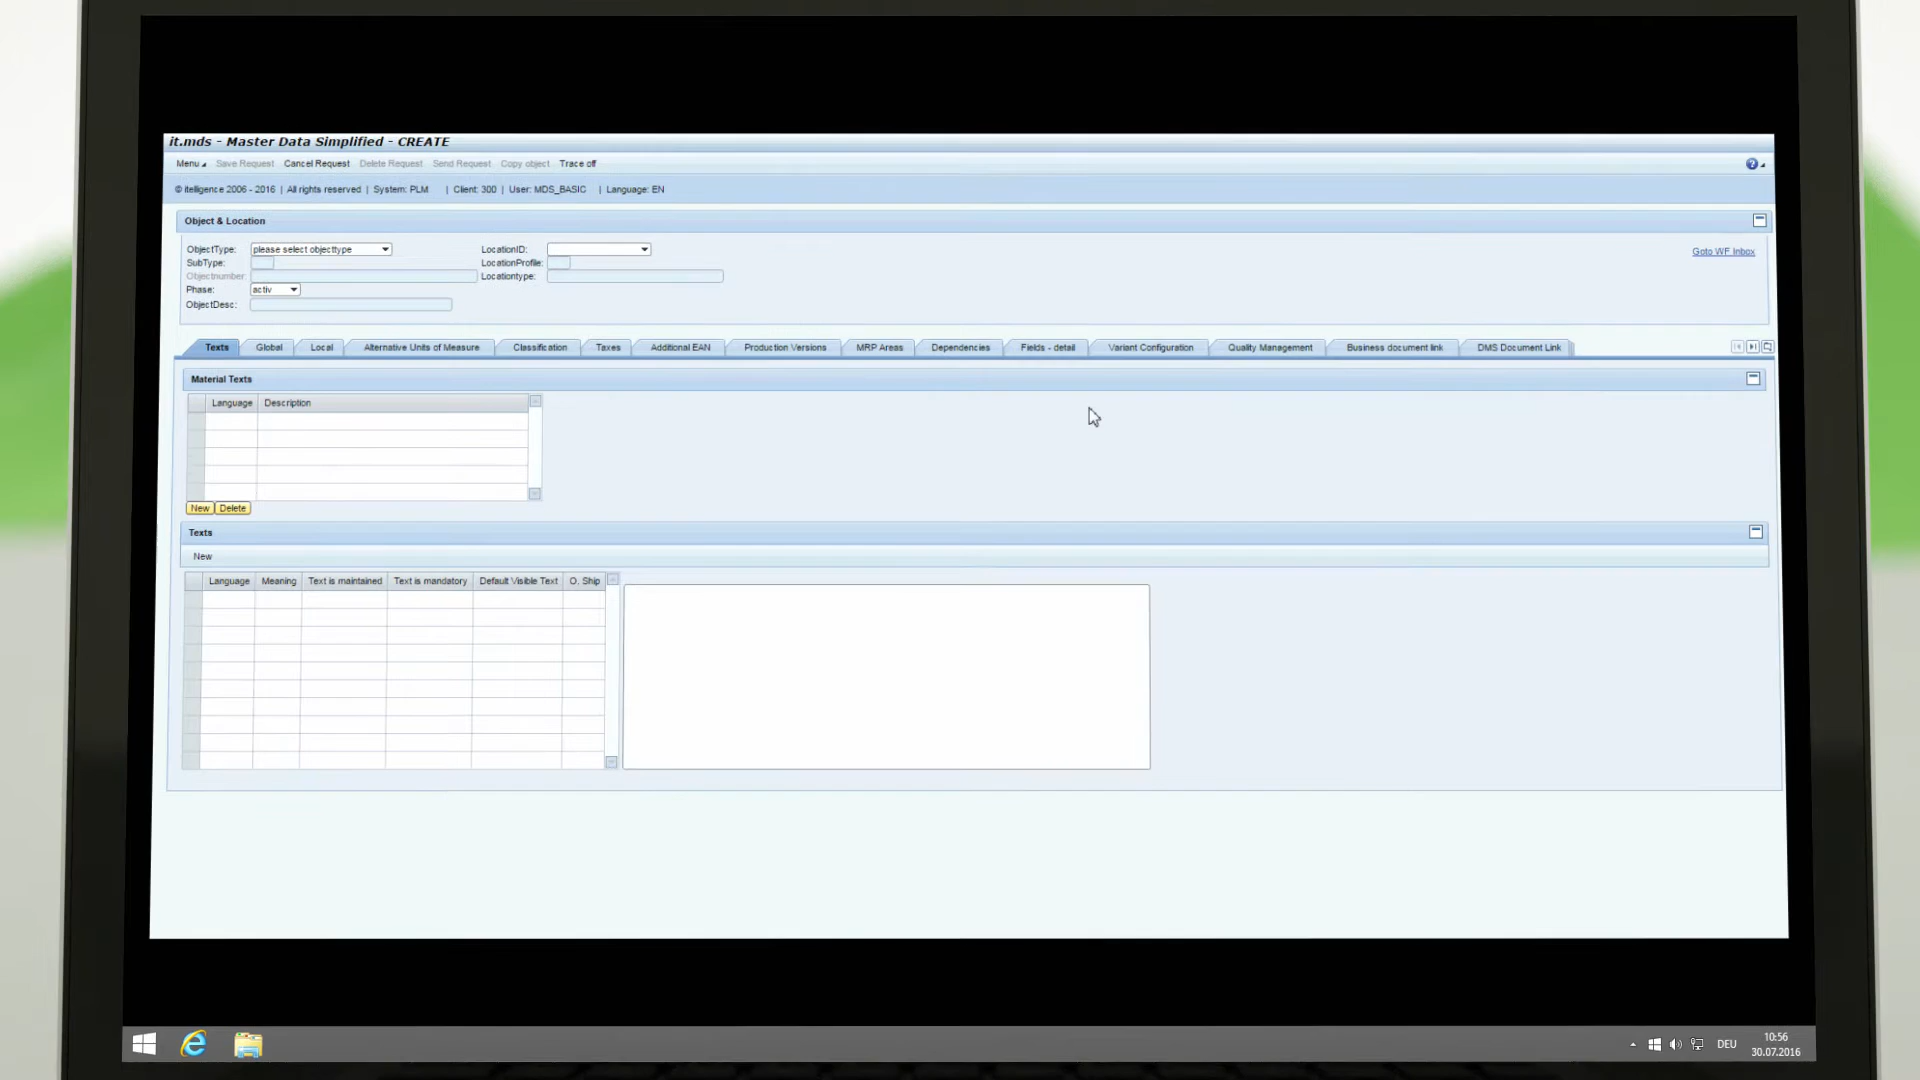 it.mds - Master Data Simplified - CREATE
Menu Save Request Cancel Request Delete Request Send Request Copy object Trace off
© itelligence 2006 - 2016 | All rights reserved | System: PLM | Client: 300 | User: MDS_BASIC | Language: EN
Object & Location
ObjectType: please select objecttype LocationID:
Goto WF Inbox
SubType: LocationProfile:
Objectnumber: Locationtype:
Phase: activ
ObjectDesc:
Texts Global Local Alternative Units of Measure Classification Taxes Additional EAN Production Versions MRP Areas Dependencies Fields - detail Variant Configuration Quality Management Business document link DMS Document Link
Material Texts
Language Description
New Delete
Texts
New
Language Meaning Text is maintained Text is mandatory Default Visible Text O. Ship
DEU
10:56
30.07.2016